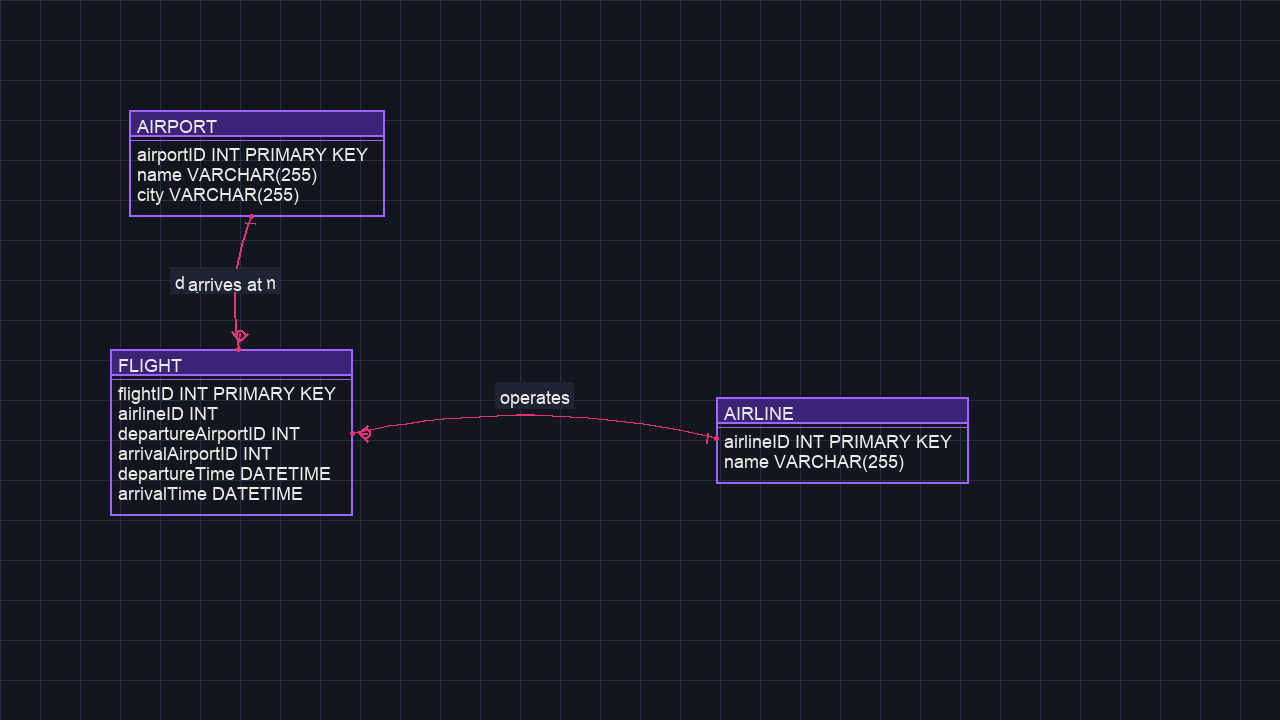 AIRPORT
airportID INT PRIMARY KEY
name VARCHAR(255)
city VARCHAR(255)
arrives at
FLIGHT
flightID INT PRIMARY KEY
airlineID INT
departureAirportID INT
arrivalAirportID INT
departureTime DATETIME
arrivalTime DATETIME
operates
AIRLINE
airlineID INT PRIMARY KEY
name VARCHAR(255)